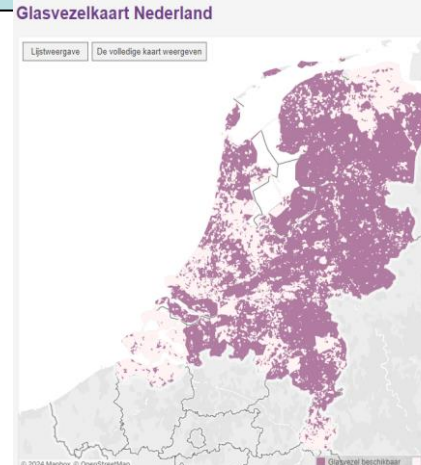 Glasvezelkaart Nederland
Lijstweergave De volledige kaart weergeven
© 2024 Mapbox © OpenStreetMap
Glasvezel beschikbaar